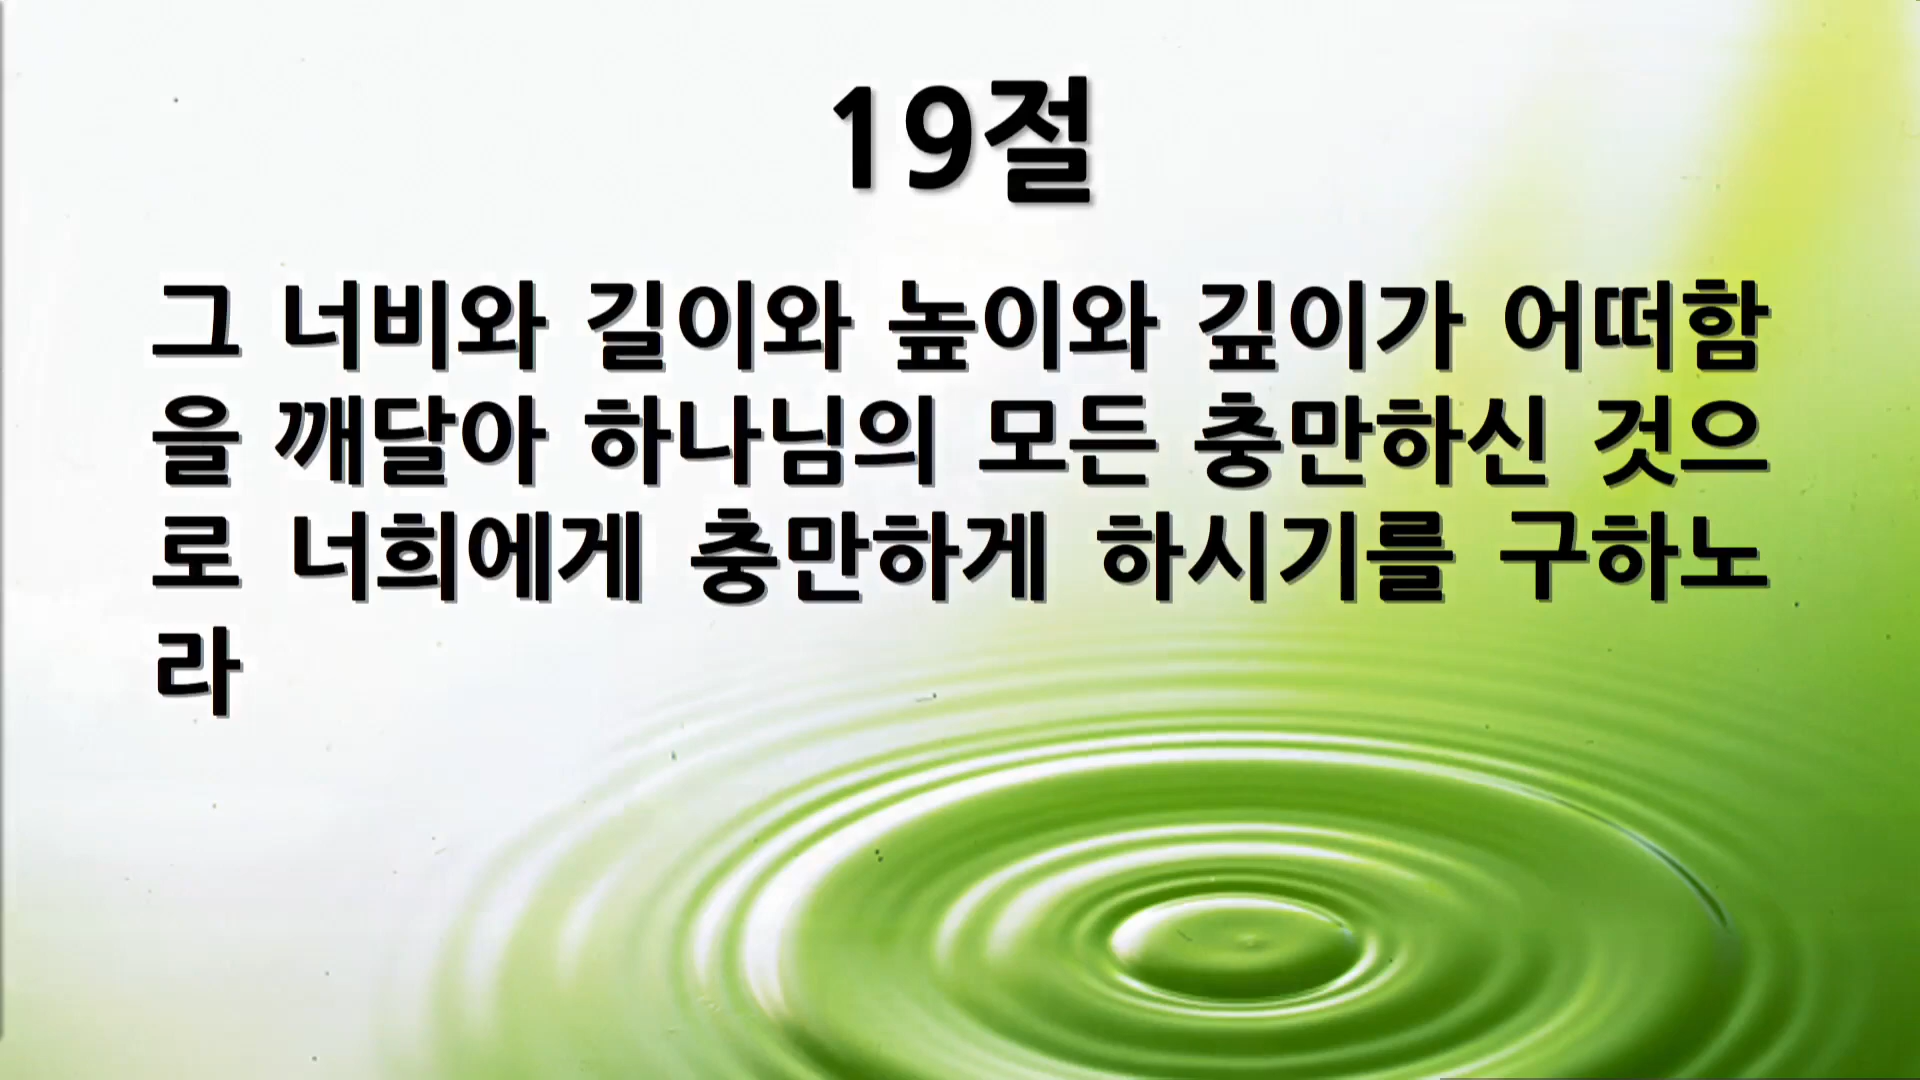 19절
그 너비와 길이와 높이와 깊이가 어떠함
을 깨달아 하나님의 모든 충만하신 것으
로 너희에게 충만하게 하시기를 구하노
라